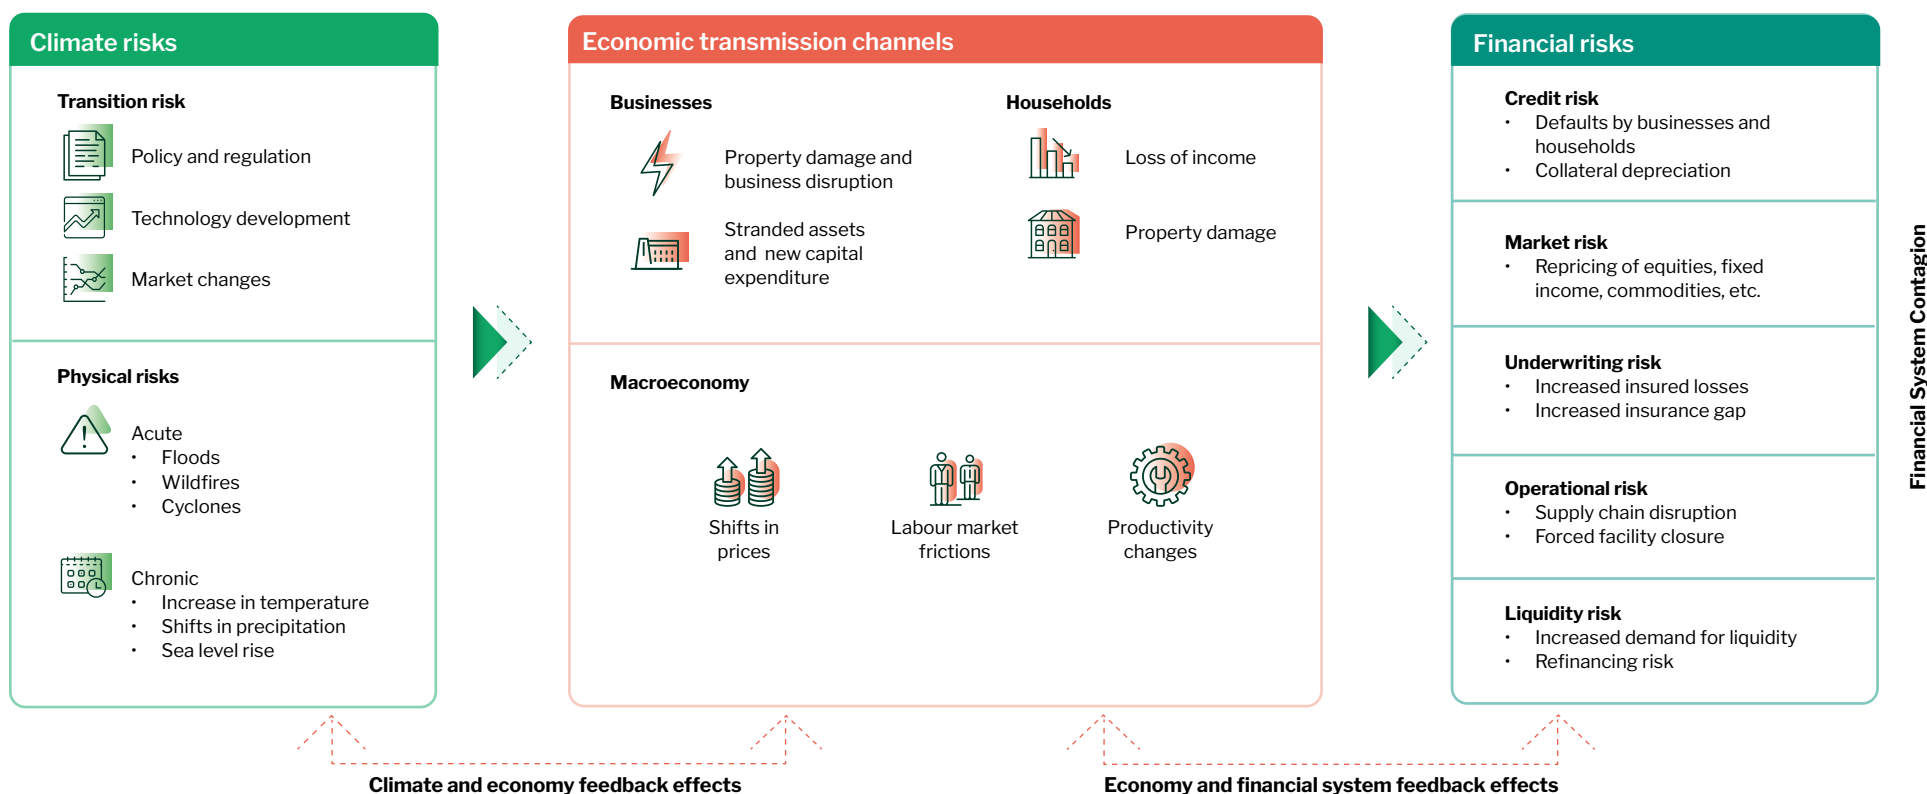 Climate risks
Transition risk
Policy and regulation
Technology development
Market changes
Physical risks
Acute
• Floods
• Wildfires
• Cyclones
Chronic
• Increase in temperature
• Shifts in precipitation
• Sea level rise
Economic transmission channels
Businesses
Property damage and
business disruption
Stranded assets
and new capital
expenditure
Households
Loss of income
Property damage
Macroeconomy
Shifts in
prices
Labour market
frictions
Productivity
changes
Financial risks
Credit risk
• Defaults by businesses and
households
• Collateral depreciation
Market risk
• Repricing of equities, fixed
income, commodities, etc.
Underwriting risk
• Increased insured losses
• Increased insurance gap
Operational risk
• Supply chain disruption
• Forced facility closure
Liquidity risk
• Increased demand for liquidity
• Refinancing risk
Financial System Contagion
Climate and economy feedback effects
Economy and financial system feedback effects